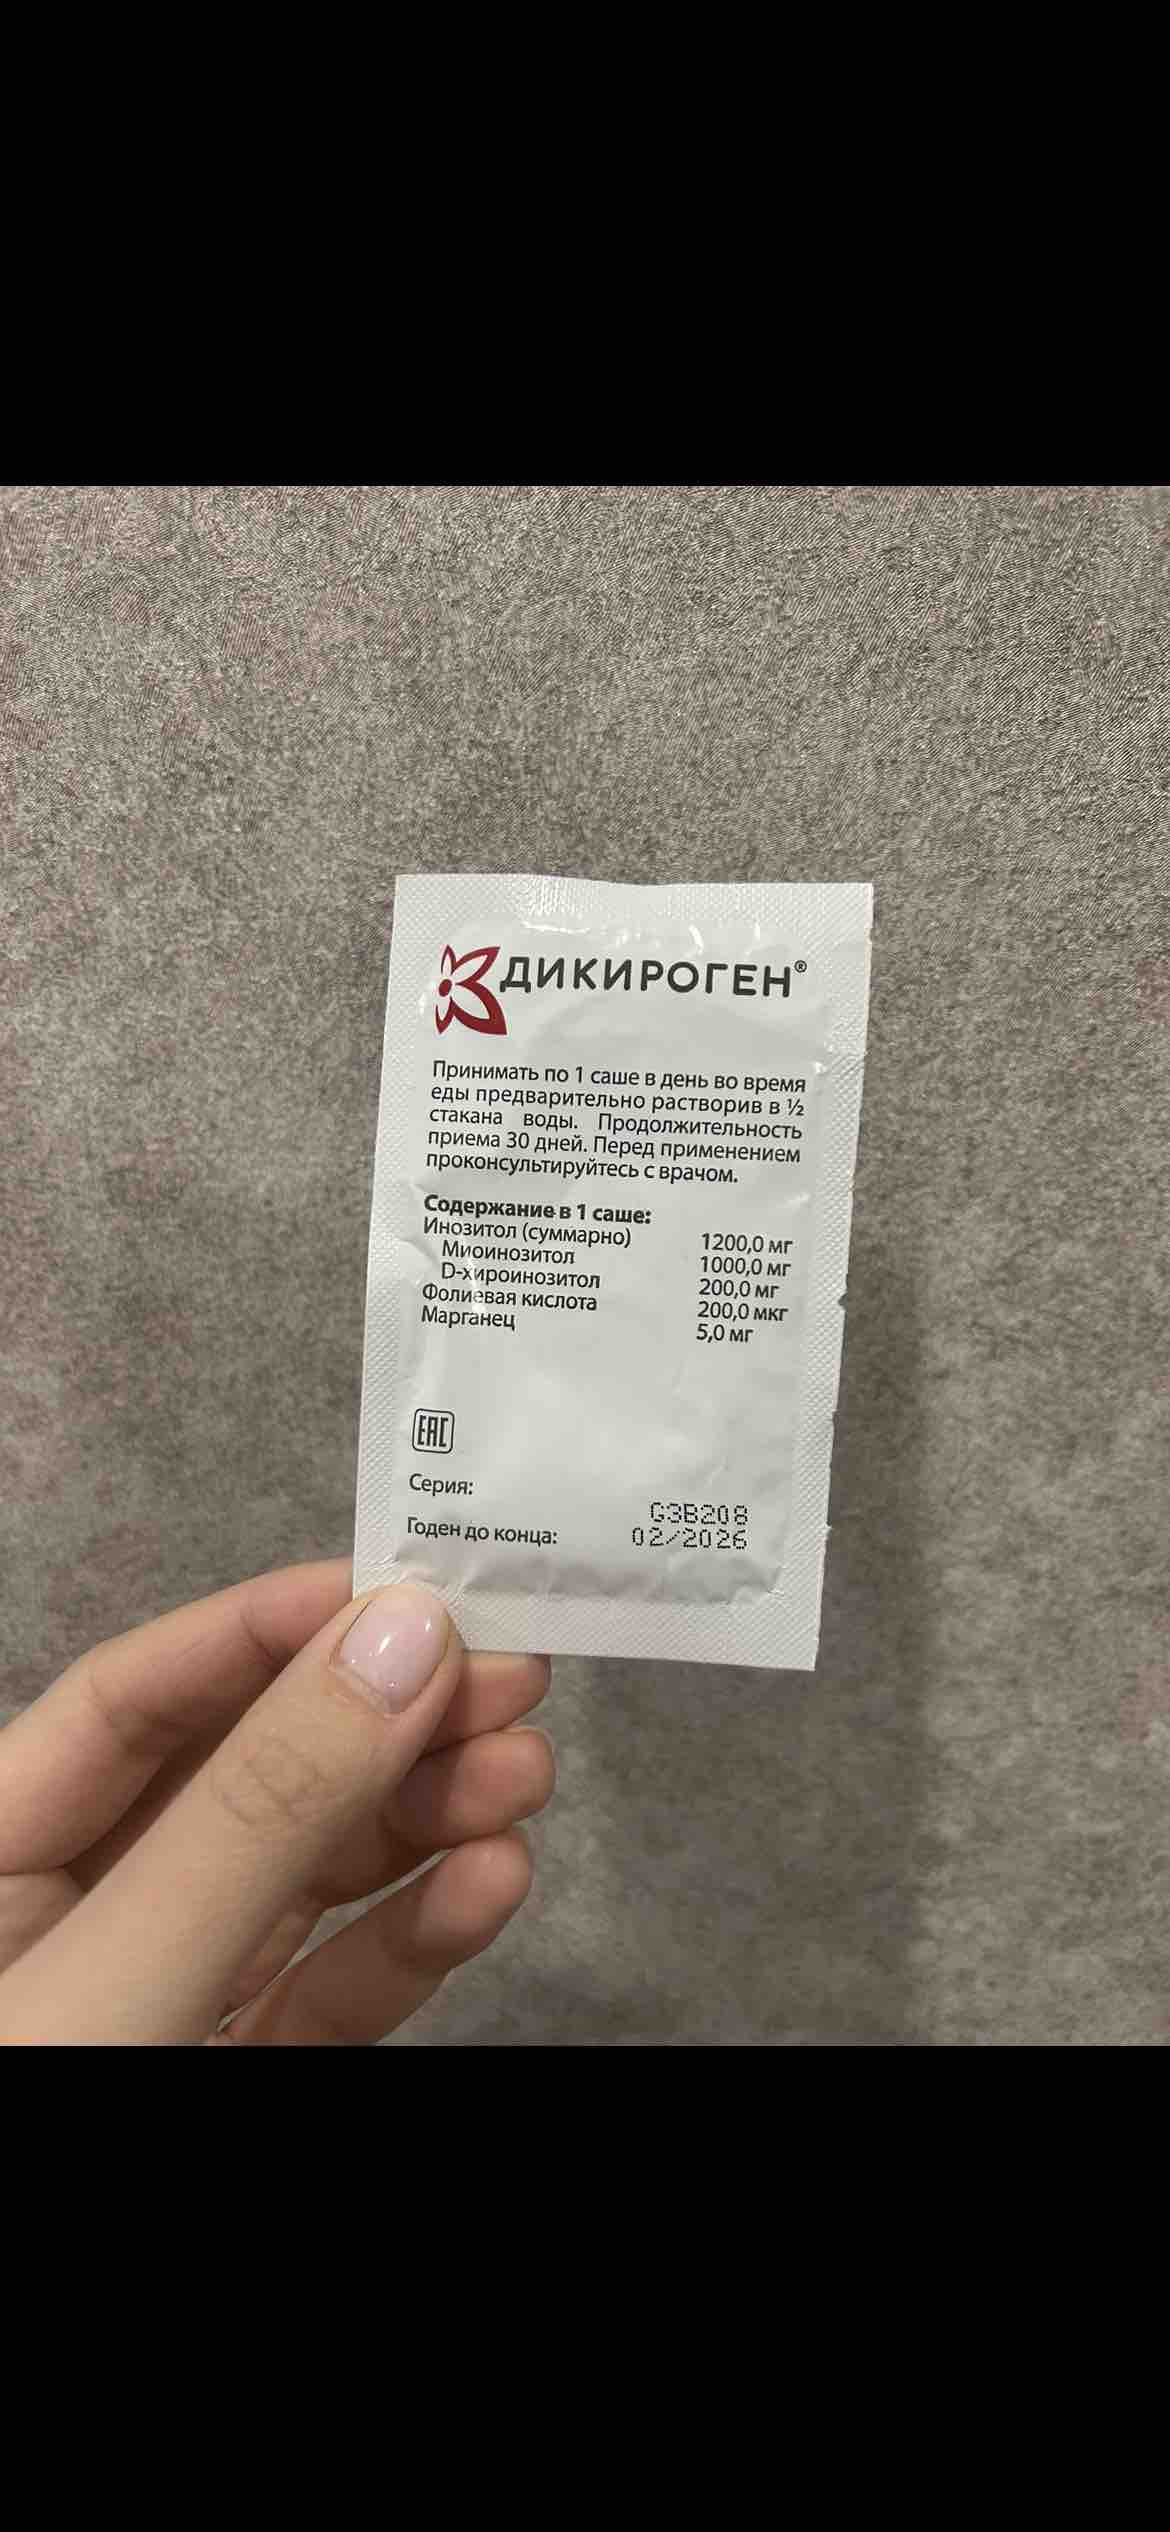 ДИКИРОГЕН®
Принимать по 1 саше в день во время
еды предварительно растворив в ½
стакана воды. Продолжительность
приема 30 дней. Перед применением
проконсультируйтесь с врачом.
Содержание в 1 саше:
Инозитол (суммарно) 1200,0 мг
Миоинозитол 1000,0 мг
D-хироинозитол 200,0 мг
Фолиевая кислота 200,0 мкг
Марганец 5,0 мг
EAC
Серия: G3B208
Годен до конца: 02/2026